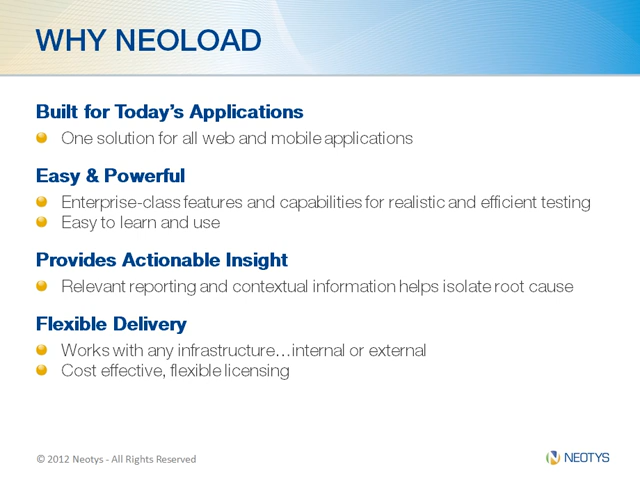 WHY NEOLOAD
Built for Today's Applications
One solution for all web and mobile applications
Easy & Powerful
Enterprise-class features and capabilities for realistic and efficient testing
Easy to learn and use
Provides Actionable Insight
Relevant reporting and contextual information helps isolate root cause
Flexible Delivery
Works with any infrastructure…internal or external
Cost effective, flexible licensing
© 2012 Neotys - All Rights Reserved
NEOTYS